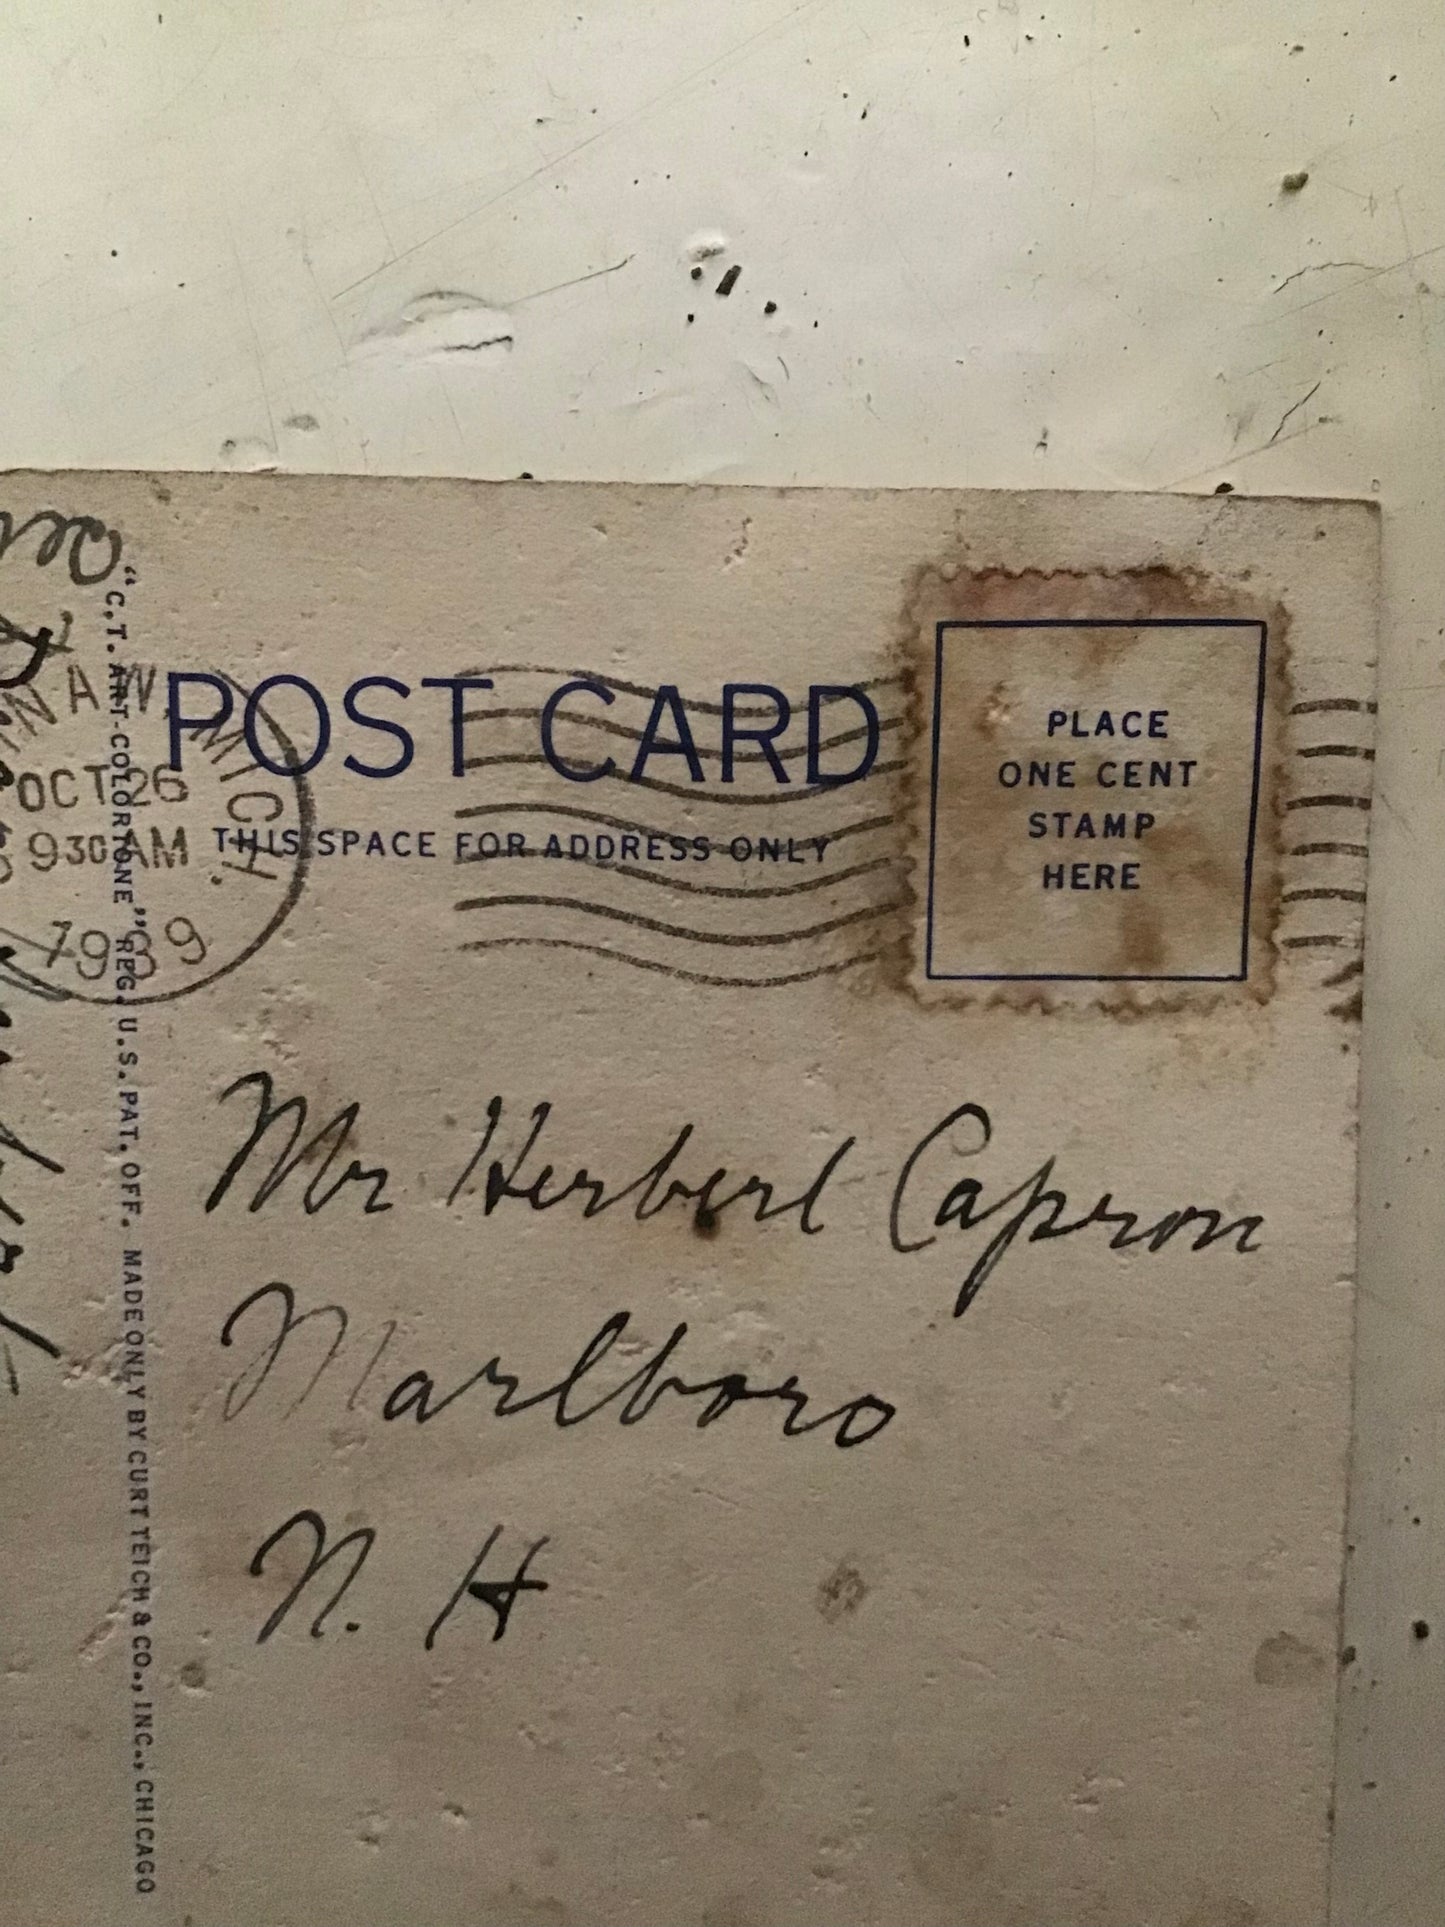 POST CARD
THIS SPACE FOR ADDRESS ONLY
PLACE
ONE CENT
STAMP
HERE
MICH.
OCT 26
930 AM
1939
Mr Herbert Capron
Marlboro
N. H
"C.T. ART-COLORTONE" REG. U.S. PAT. OFF. MADE ONLY BY CURT TEICH & CO., INC., CHICAGO